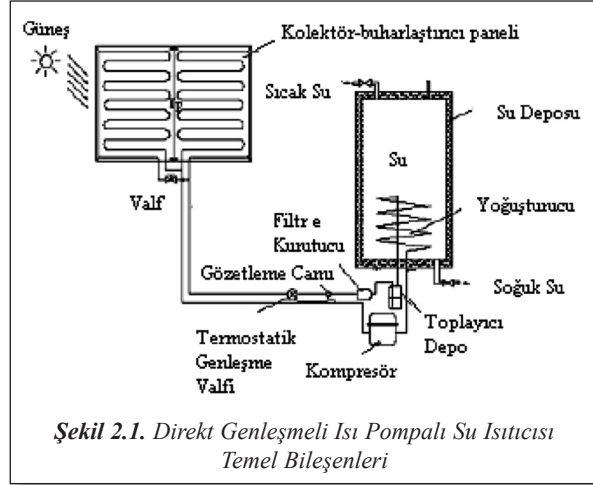 Güneş
Kolektör-buharlaştırıcı paneli
Sıcak Su
Su Deposu
Su
Valf
Yoğuşturucu
Filtr e
Kurutucu
Gözetleme Camı
Soğuk Su
Termostatik
Genleşme
Valfi
Toplayıcı
Depo
Kompresör
Şekil 2.1. Direkt Genleşmeli Isı Pompalı Su Isıtıcısı
Temel Bileşenleri